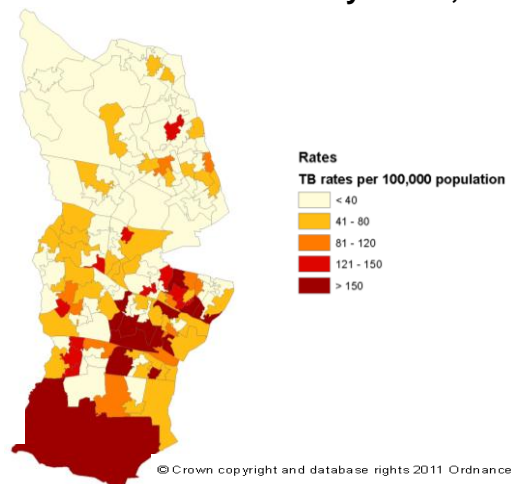 Rates
TB rates per 100,000 population
< 40
41 - 80
81 - 120
121 - 150
> 150
© Crown copyright and database rights 2011 Ordnance